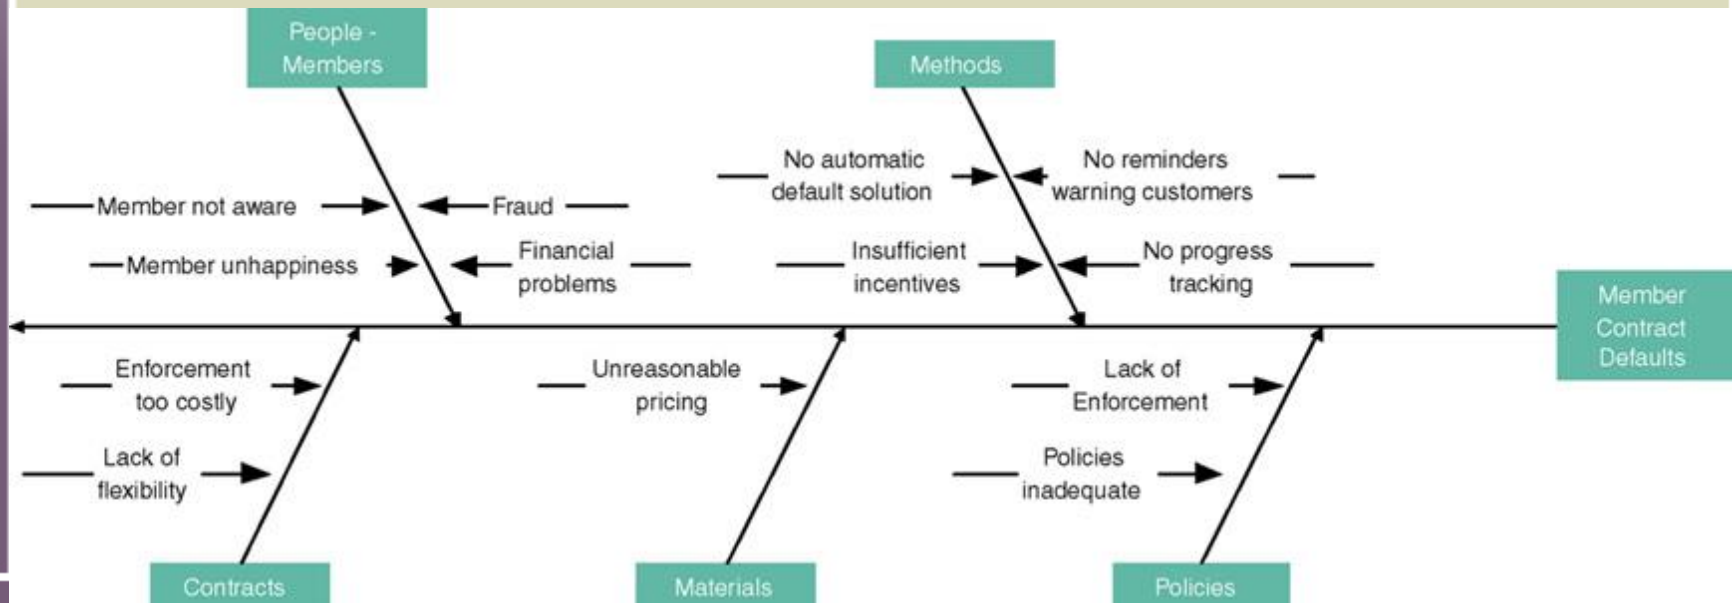 People -
Members
Methods
No automatic
default solution
No reminders
warning customers
Member not aware
Fraud
Member unhappiness
Financial
problems
Insufficient
incentives
No progress
tracking
Member
Contract
Defaults
Enforcement
too costly
Unreasonable
pricing
Lack of
Enforcement
Lack of
flexibility
Policies
inadequate
Contracts
Materials
Policies